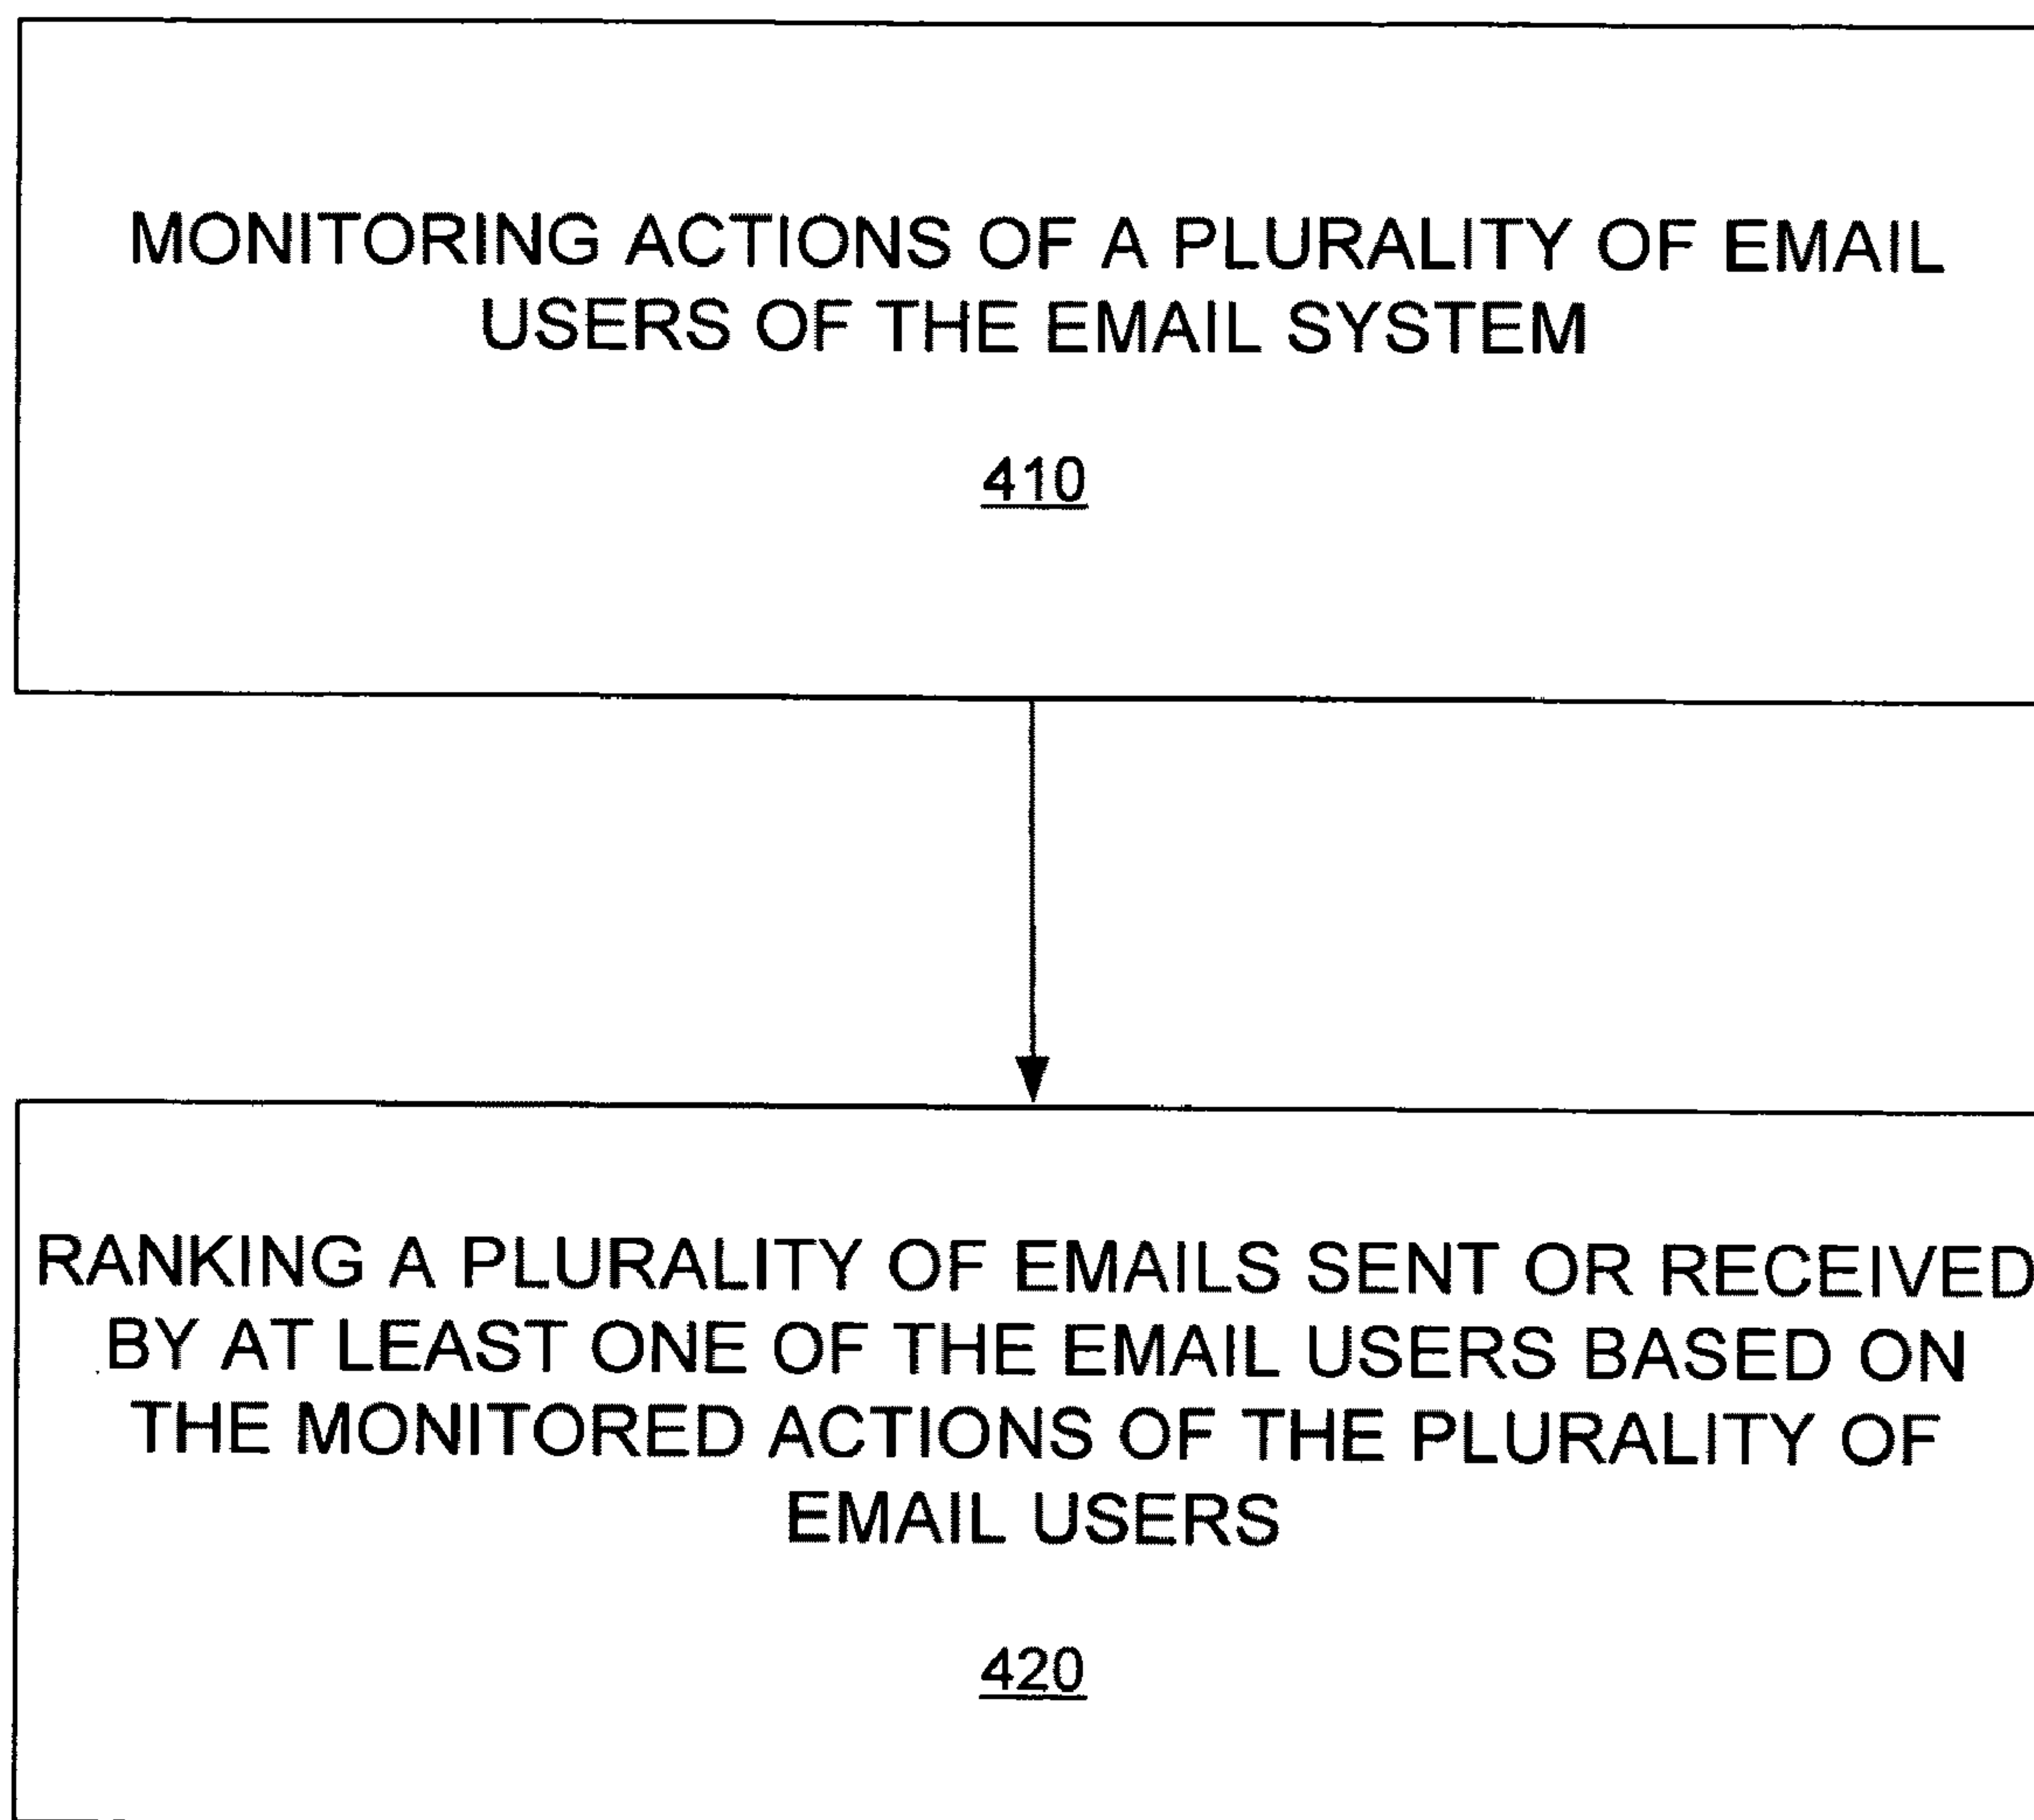 MONITORING ACTIONS OF A PLURALITY OF EMAIL
USERS OF THE EMAIL SYSTEM
410
RANKING A PLURALITY OF EMAILS SENT OR RECEIVED
BY AT LEAST ONE OF THE EMAIL USERS BASED ON
THE MONITORED ACTIONS OF THE PLURALITY OF
EMAIL USERS
420